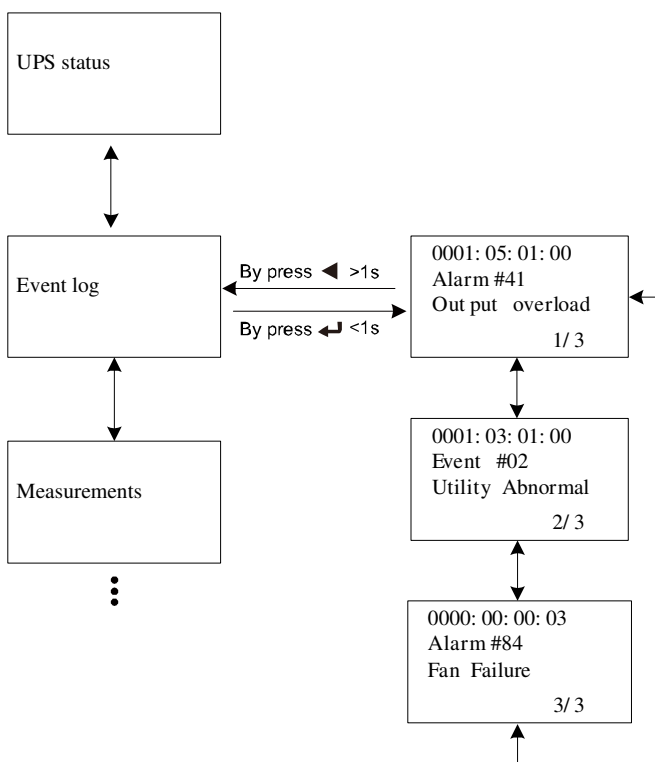 UPS status
Event log
By press ◀ >1s
By press ↵ <1s
Measurements
0001: 05: 01: 00
Alarm #41
Out put overload
1/ 3
0001: 03: 01: 00
Event #02
Utility Abnormal
2/ 3
0000: 00: 00: 03
Alarm #84
Fan Failure
3/ 3